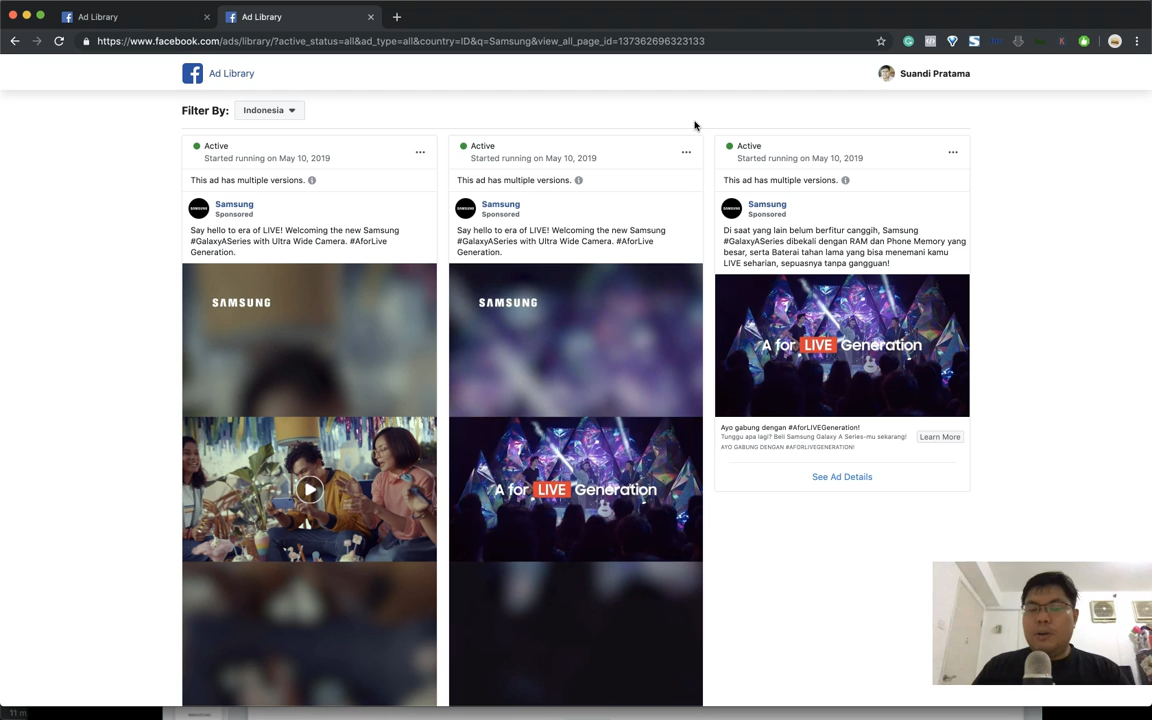 Ad Library
Ad Library
https://www.facebook.com/ads/library/?active_status=all&ad_type=all&country=ID&q=Samsung&view_all_page_id=137362696323133
Ad Library
Suandi Pratama
Filter By: Indonesia
Active
Started running on May 10, 2019
This ad has multiple versions.
Samsung
Sponsored
Say hello to era of LIVE! Welcoming the new Samsung
#GalaxyASeries with Ultra Wide Camera. #AforLive
Generation.
SAMSUNG
Active
Started running on May 10, 2019
This ad has multiple versions.
Samsung
Sponsored
Say hello to era of LIVE! Welcoming the new Samsung
#GalaxyASeries with Ultra Wide Camera. #AforLive
Generation.
SAMSUNG
A for LIVE Generation
Active
Started running on May 10, 2019
This ad has multiple versions.
Samsung
Sponsored
Di saat yang lain belum berfitur canggih, Samsung
#GalaxyASeries dibekali dengan RAM dan Phone Memory yang
besar, serta Baterai tahan lama yang bisa menemani kamu
LIVE seharian, sepuasnya tanpa gangguan!
A for LIVE Generation
Ayo gabung dengan #AforLIVEGeneration!
Tunggu apa lagi? Beli Samsung Galaxy A Series-mu sekarang!
AYO GABUNG DENGAN #AFORLIVEGENERATION!
Learn More
See Ad Details
11 m